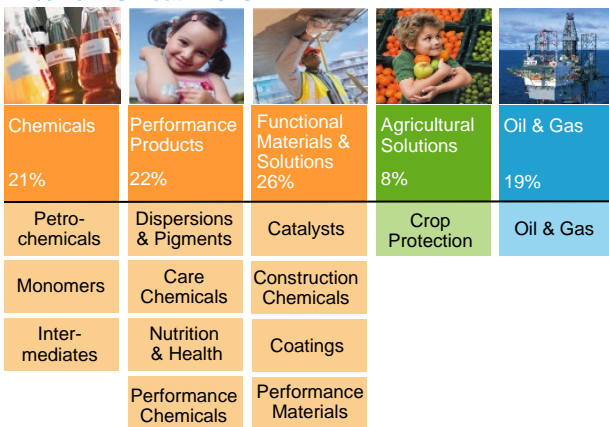 Chemicals
21%
Performance
Products
22%
Functional
Materials &
Solutions
26%
Agricultural
Solutions
8%
Oil & Gas
19%
Petro-
chemicals
Monomers
Inter-
mediates
Dispersions
& Pigments
Care
Chemicals
Nutrition
& Health
Performance
Chemicals
Catalysts
Construction
Chemicals
Coatings
Performance
Materials
Crop
Protection
Oil & Gas